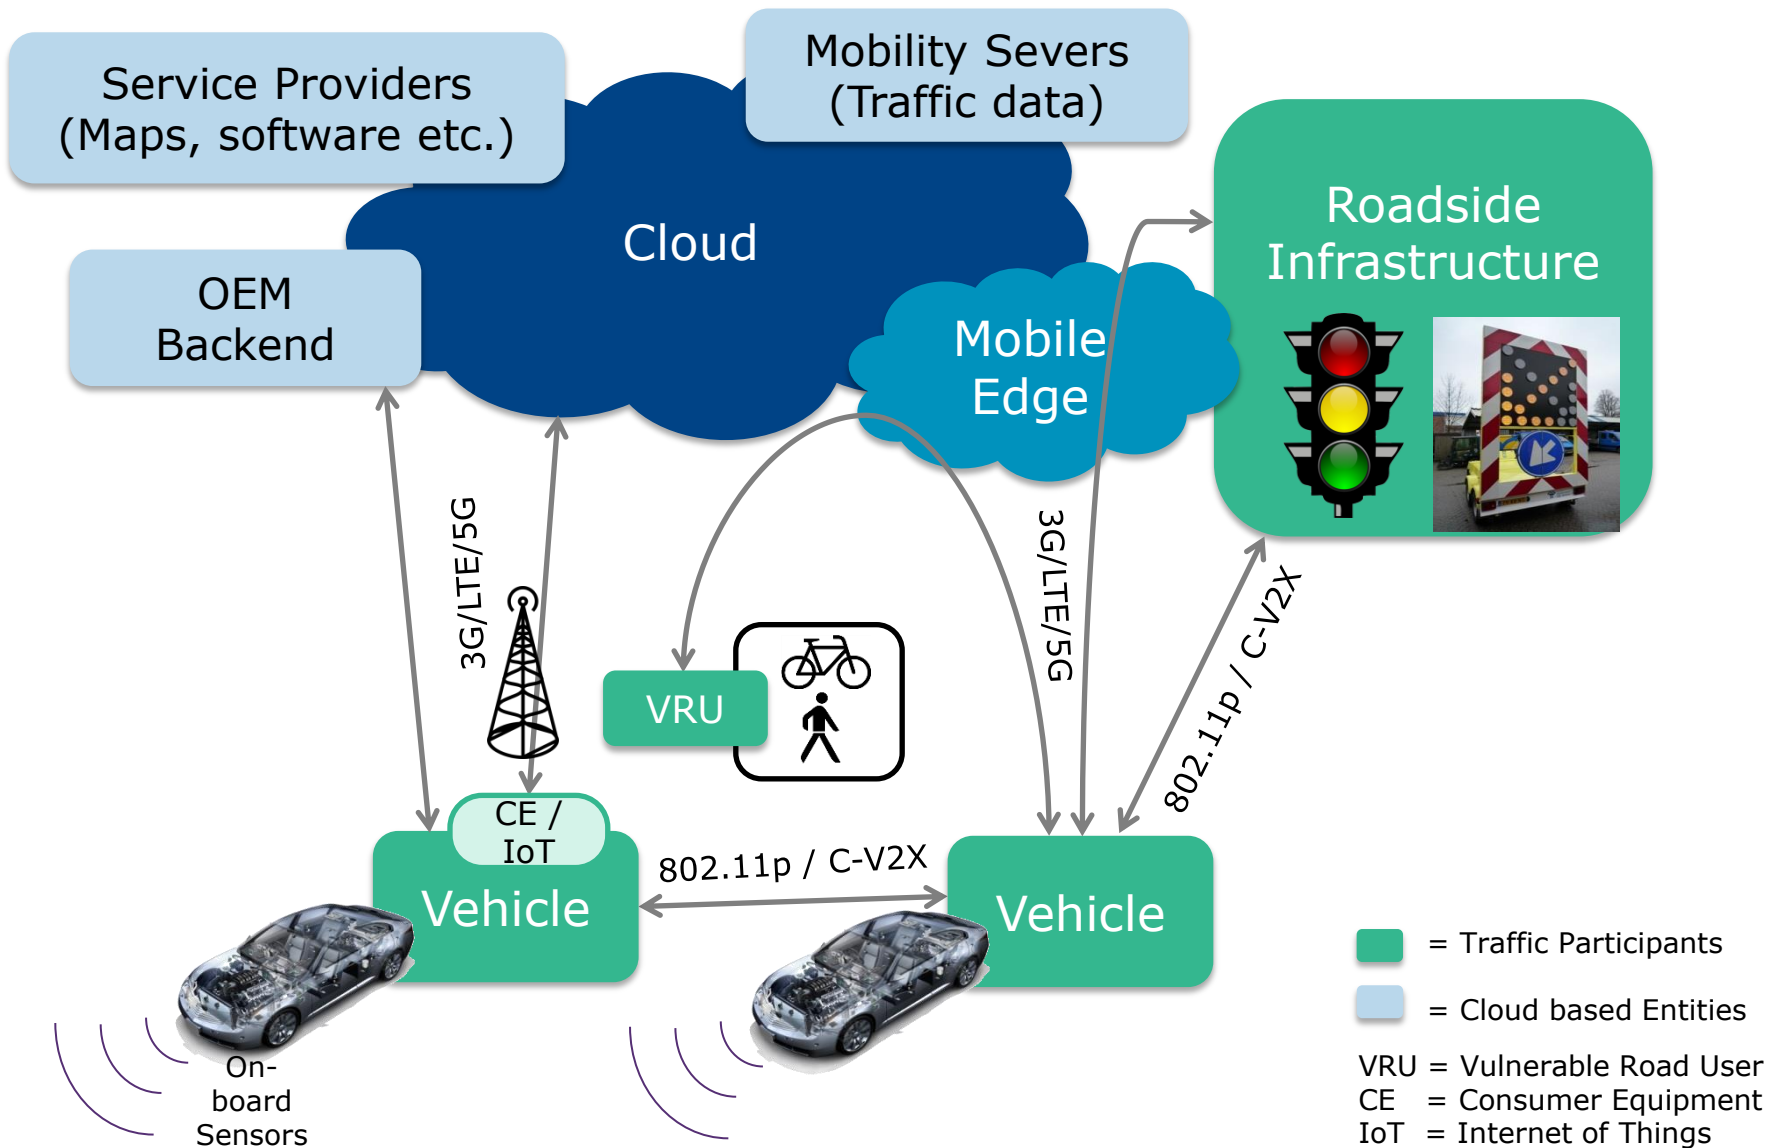 Service Providers
(Maps, software etc.)
Mobility Severs
(Traffic data)
Cloud
Roadside
Infrastructure
OEM
Backend
Mobile
Edge
3G/LTE/5G
3G/LTE/5G
802.11p / C-V2X
VRU
CE /
IoT
Vehicle
802.11p / C-V2X
Vehicle
On-
board
Sensors
= Traffic Participants
= Cloud based Entities
VRU = Vulnerable Road User
CE = Consumer Equipment
IoT = Internet of Things